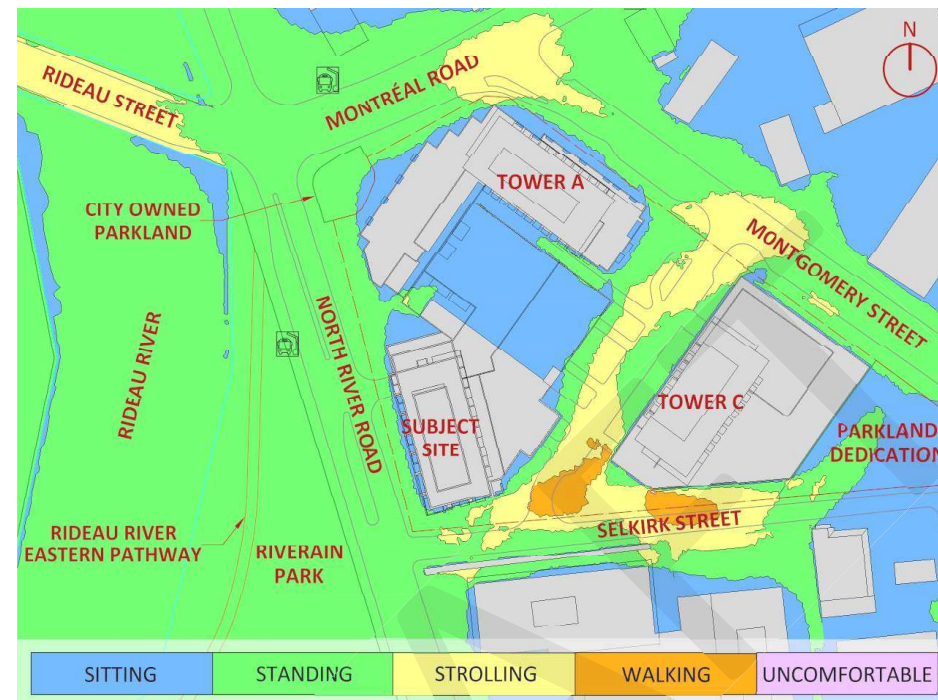 N
RIDEAU STREET
MONTRÉAL ROAD
TOWER A
CITY OWNED
PARKLAND
MONTGOMERY STREET
NORTH RIVER ROAD
RIDEAU RIVER
SUBJECT
SITE
TOWER C
PARKLAND
DEDICATION
SELKIRK STREET
RIDEAU RIVER
EASTERN PATHWAY
RIVERAIN
PARK
SITTING
STANDING
STROLLING
WALKING
UNCOMFORTABLE